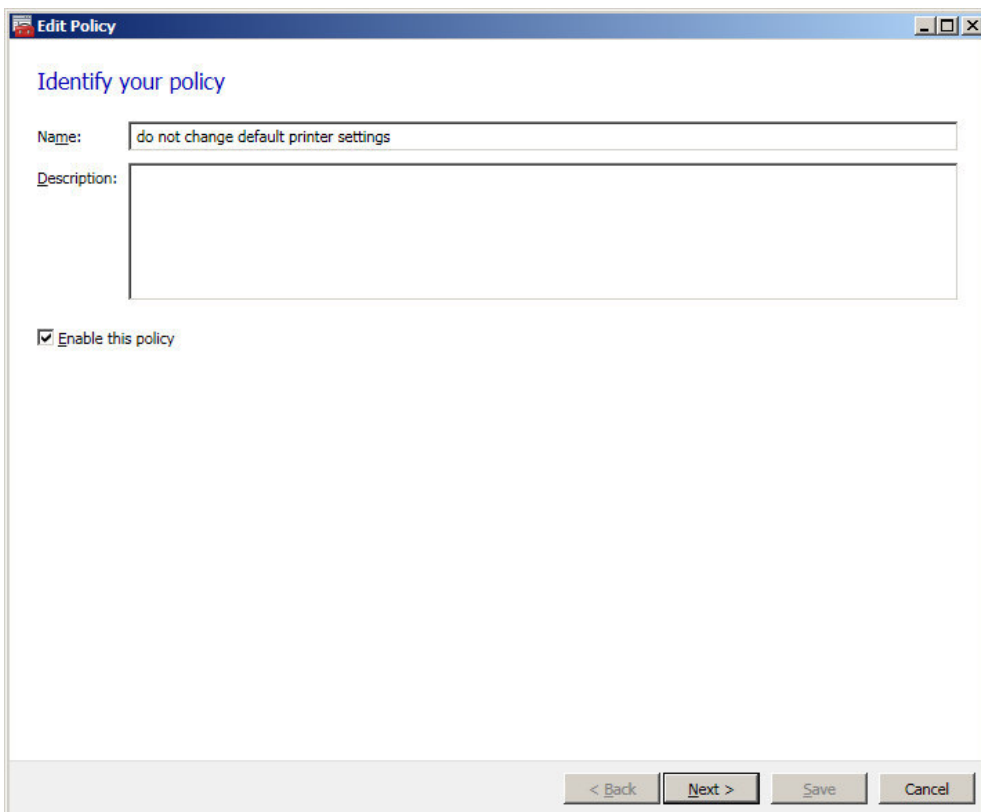 Edit Policy
Identify your policy
Name: do not change default printer settings
Description:
Enable this policy
< Back Next > Save Cancel